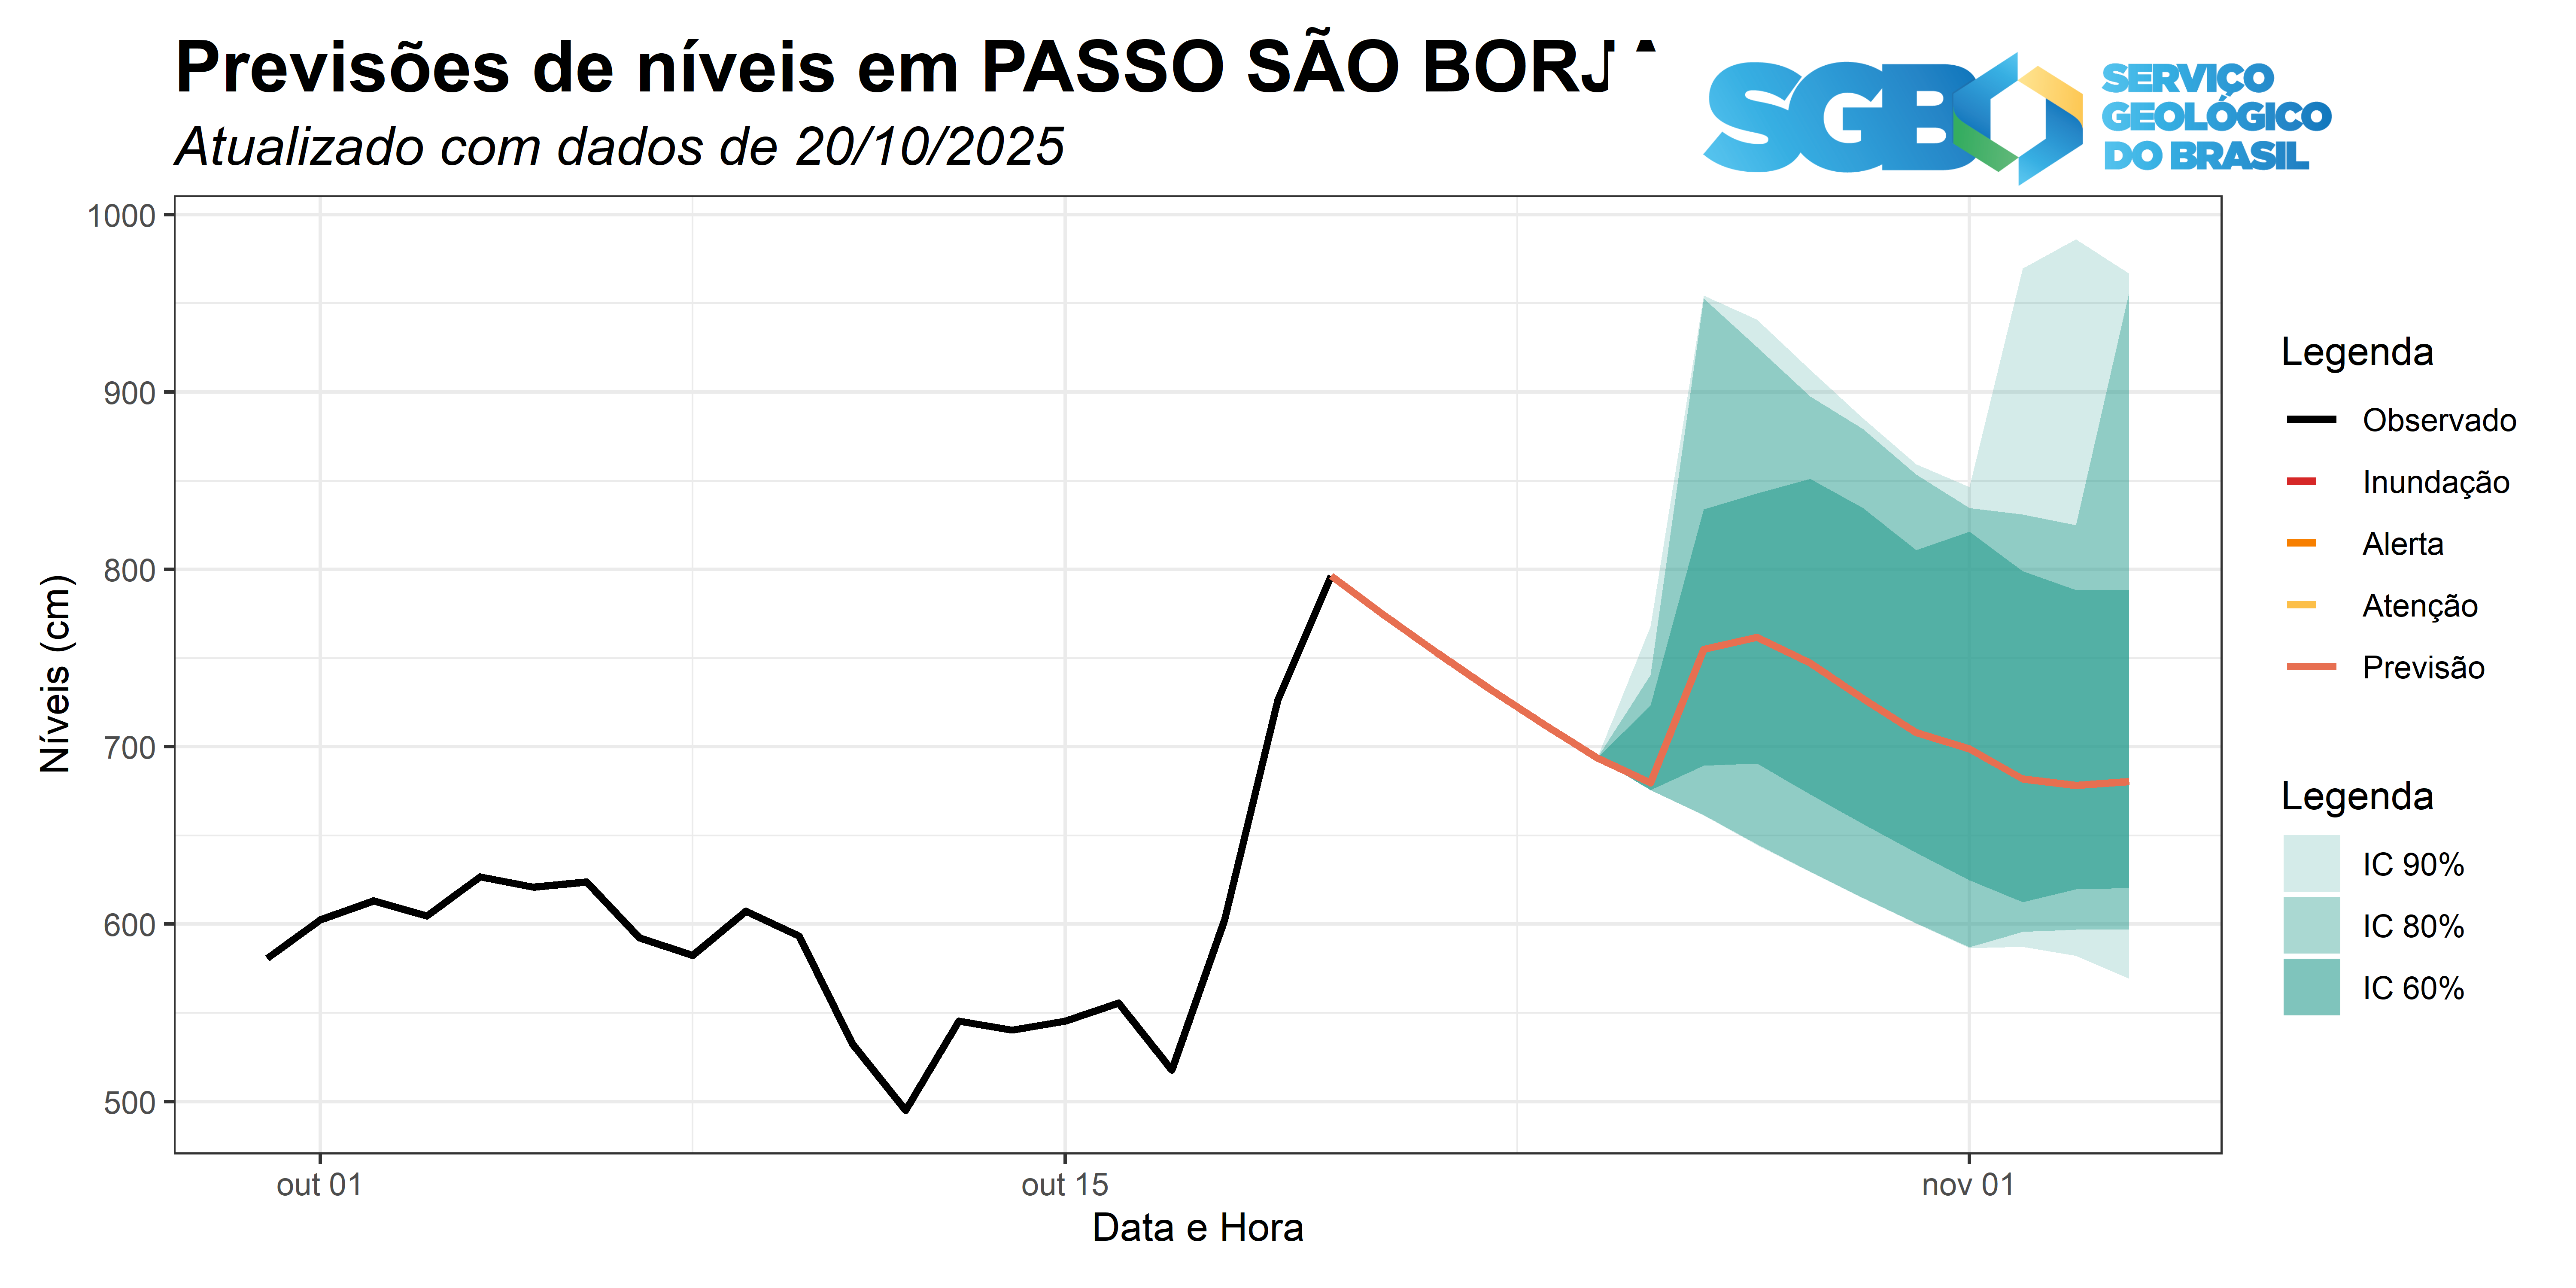 Previsões de níveis em PASSO SÃO
Atualizado com dados de 20/10/2025
SGB
SERVIÇO
GEOLÓGICO
DO BRASIL
Níveis (cm)
1000
900
800
700
600
500
out 01
out 15
nov 01
Data e Hora
Legenda
Observado
Inundação
Alerta
Atenção
Previsão
Legenda
IC 90%
IC 80%
IC 60%